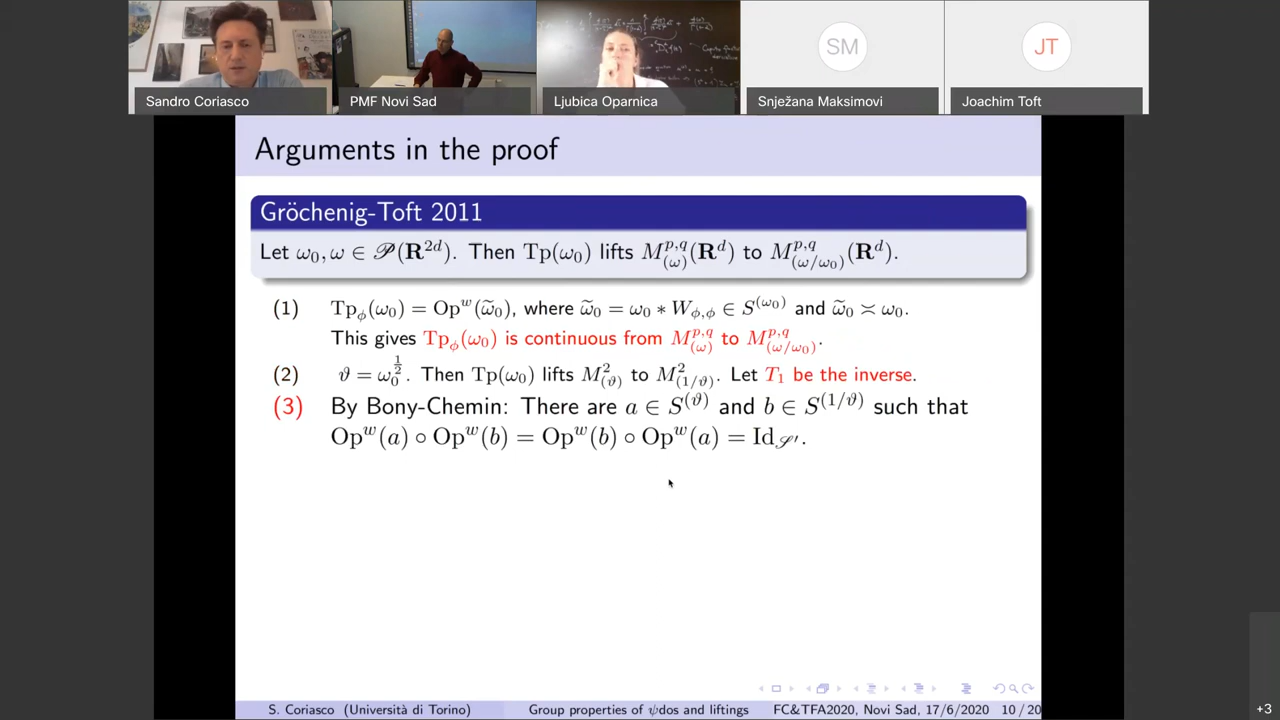 Sandro Coriasco
PMF Novi Sad
Ljubica Oparnica
SM
Snježana Maksimovi
JT
Joachim Toft
Arguments in the proof
Gröchenig-Toft 2011
Let ω₀, ω ∈ 𝒫(R²ᵈ). Then Tp(ω₀) lifts M^{p,q}_{(ω)}(Rᵈ) to M^{p,q}_{(ω/ω₀)}(Rᵈ).
(1) Tp_ϕ(ω₀) = Op^w(ω̃₀), where ω̃₀ = ω₀ * W_{ϕ,ϕ} ∈ S^{(ω₀)} and ω̃₀ ≍ ω₀.
This gives Tp_ϕ(ω₀) is continuous from M^{p,q}_{(ω)} to M^{p,q}_{(ω/ω₀)}.
(2) ϑ = ω₀^{1/2}. Then Tp(ω₀) lifts M²_{(ϑ)} to M²_{(1/ϑ)}. Let T₁ be the inverse.
(3) By Bony-Chemin: There are a ∈ S^{(ϑ)} and b ∈ S^{(1/ϑ)} such that
Op^w(a) ∘ Op^w(b) = Op^w(b) ∘ Op^w(a) = Id_{𝒮′}.
S. Coriasco (Università di Torino) Group properties of ψdos and liftings FC&TFA2020, Novi Sad, 17/6/2020 10 / 20
+3